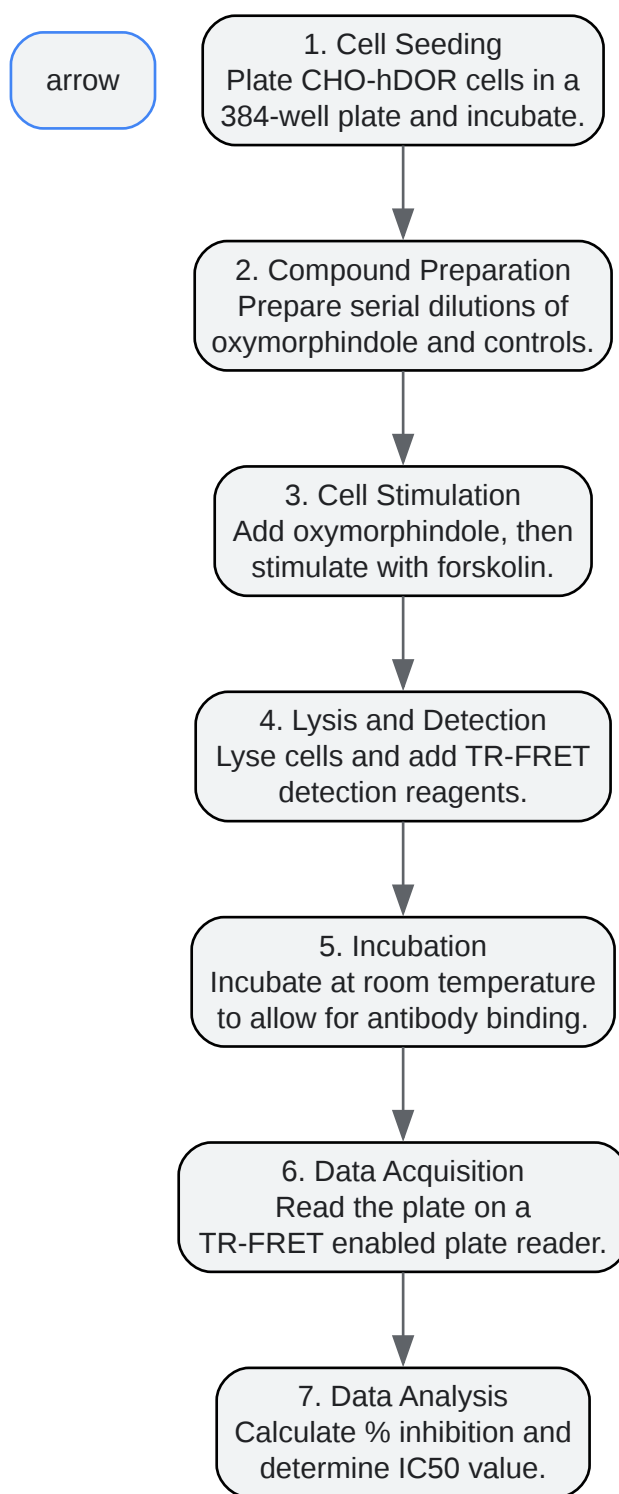 arrow
1. Cell Seeding
Plate CHO-hDOR cells in a
384-well plate and incubate.
2. Compound Preparation
Prepare serial dilutions of
oxymorphindole and controls.
3. Cell Stimulation
Add oxymorphindole, then
stimulate with forskolin.
4. Lysis and Detection
Lyse cells and add TR-FRET
detection reagents.
5. Incubation
Incubate at room temperature
to allow for antibody binding.
6. Data Acquisition
Read the plate on a
TR-FRET enabled plate reader.
7. Data Analysis
Calculate % inhibition and
determine IC50 value.